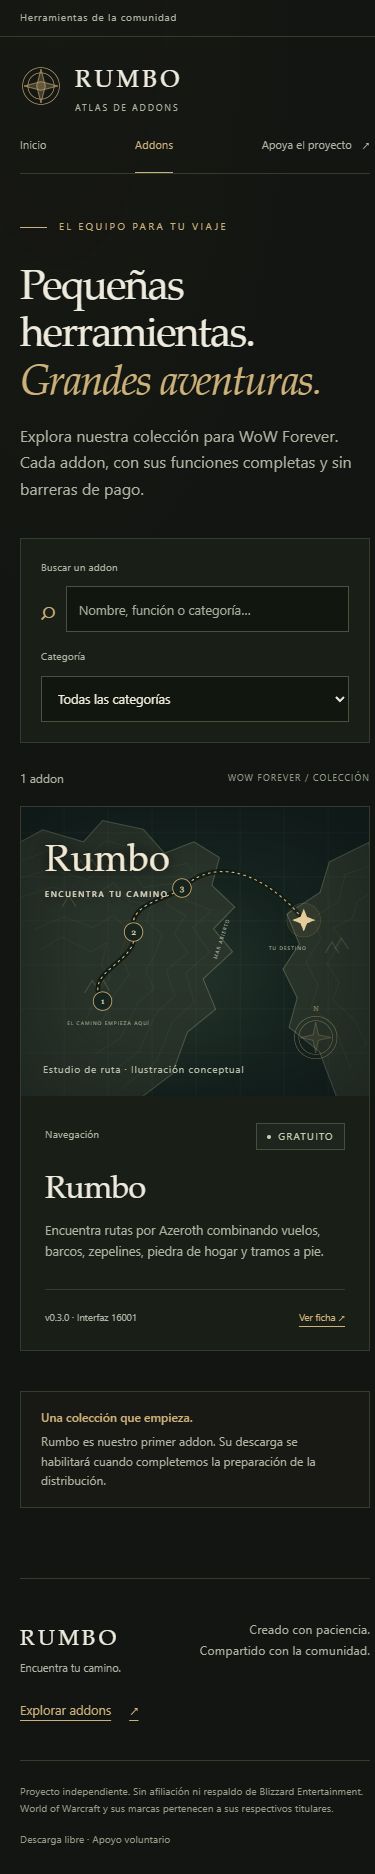 Herramientas de la comunidad
RUMBO
ATLAS DE ADDONS
Inicio Addons Apoya el proyecto ↗
EL EQUIPO PARA TU VIAJE
Pequeñas
herramientas.
Grandes aventuras.
Explora nuestra colección para WoW Forever.
Cada addon, con sus funciones completas y sin
barreras de pago.
Buscar un addon
Nombre, función o categoría...
Categoría
Todas las categorías
1 addon WOW FOREVER / COLECCIÓN
Rumbo
ENCUENTRA TU CAMINO
3
2
MAR ABIERTO
TU DESTINO
1
N
EL CAMINO EMPIEZA AQUÍ
Estudio de ruta · Ilustración conceptual
Navegación • GRATUITO
Rumbo
Encuentra rutas por Azeroth combinando vuelos,
barcos, zepelines, piedra de hogar y tramos a pie.
v0.3.0 · Interfaz 16001 Ver ficha ↗
Una colección que empieza.
Rumbo es nuestro primer addon. Su descarga se
habilitará cuando completemos la preparación de la
distribución.
RUMBO
Encuentra tu camino.
Creado con paciencia.
Compartido con la comunidad.
Explorar addons ↗
Proyecto independiente. Sin afiliación ni respaldo de Blizzard Entertainment.
World of Warcraft y sus marcas pertenecen a sus respectivos titulares.
Descarga libre · Apoyo voluntario